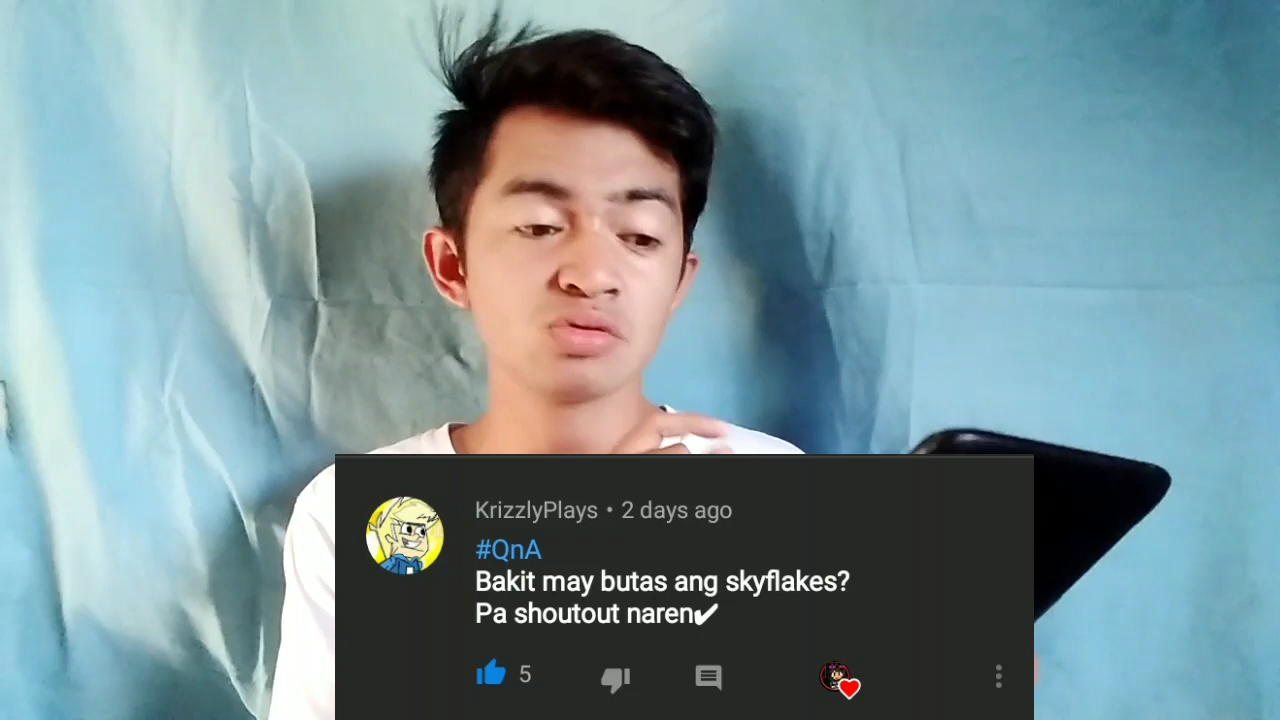 KrizzlyPlays • 2 days ago
#QnA
Bakit may butas ang skyflakes?
Pa shoutout naren✔
5